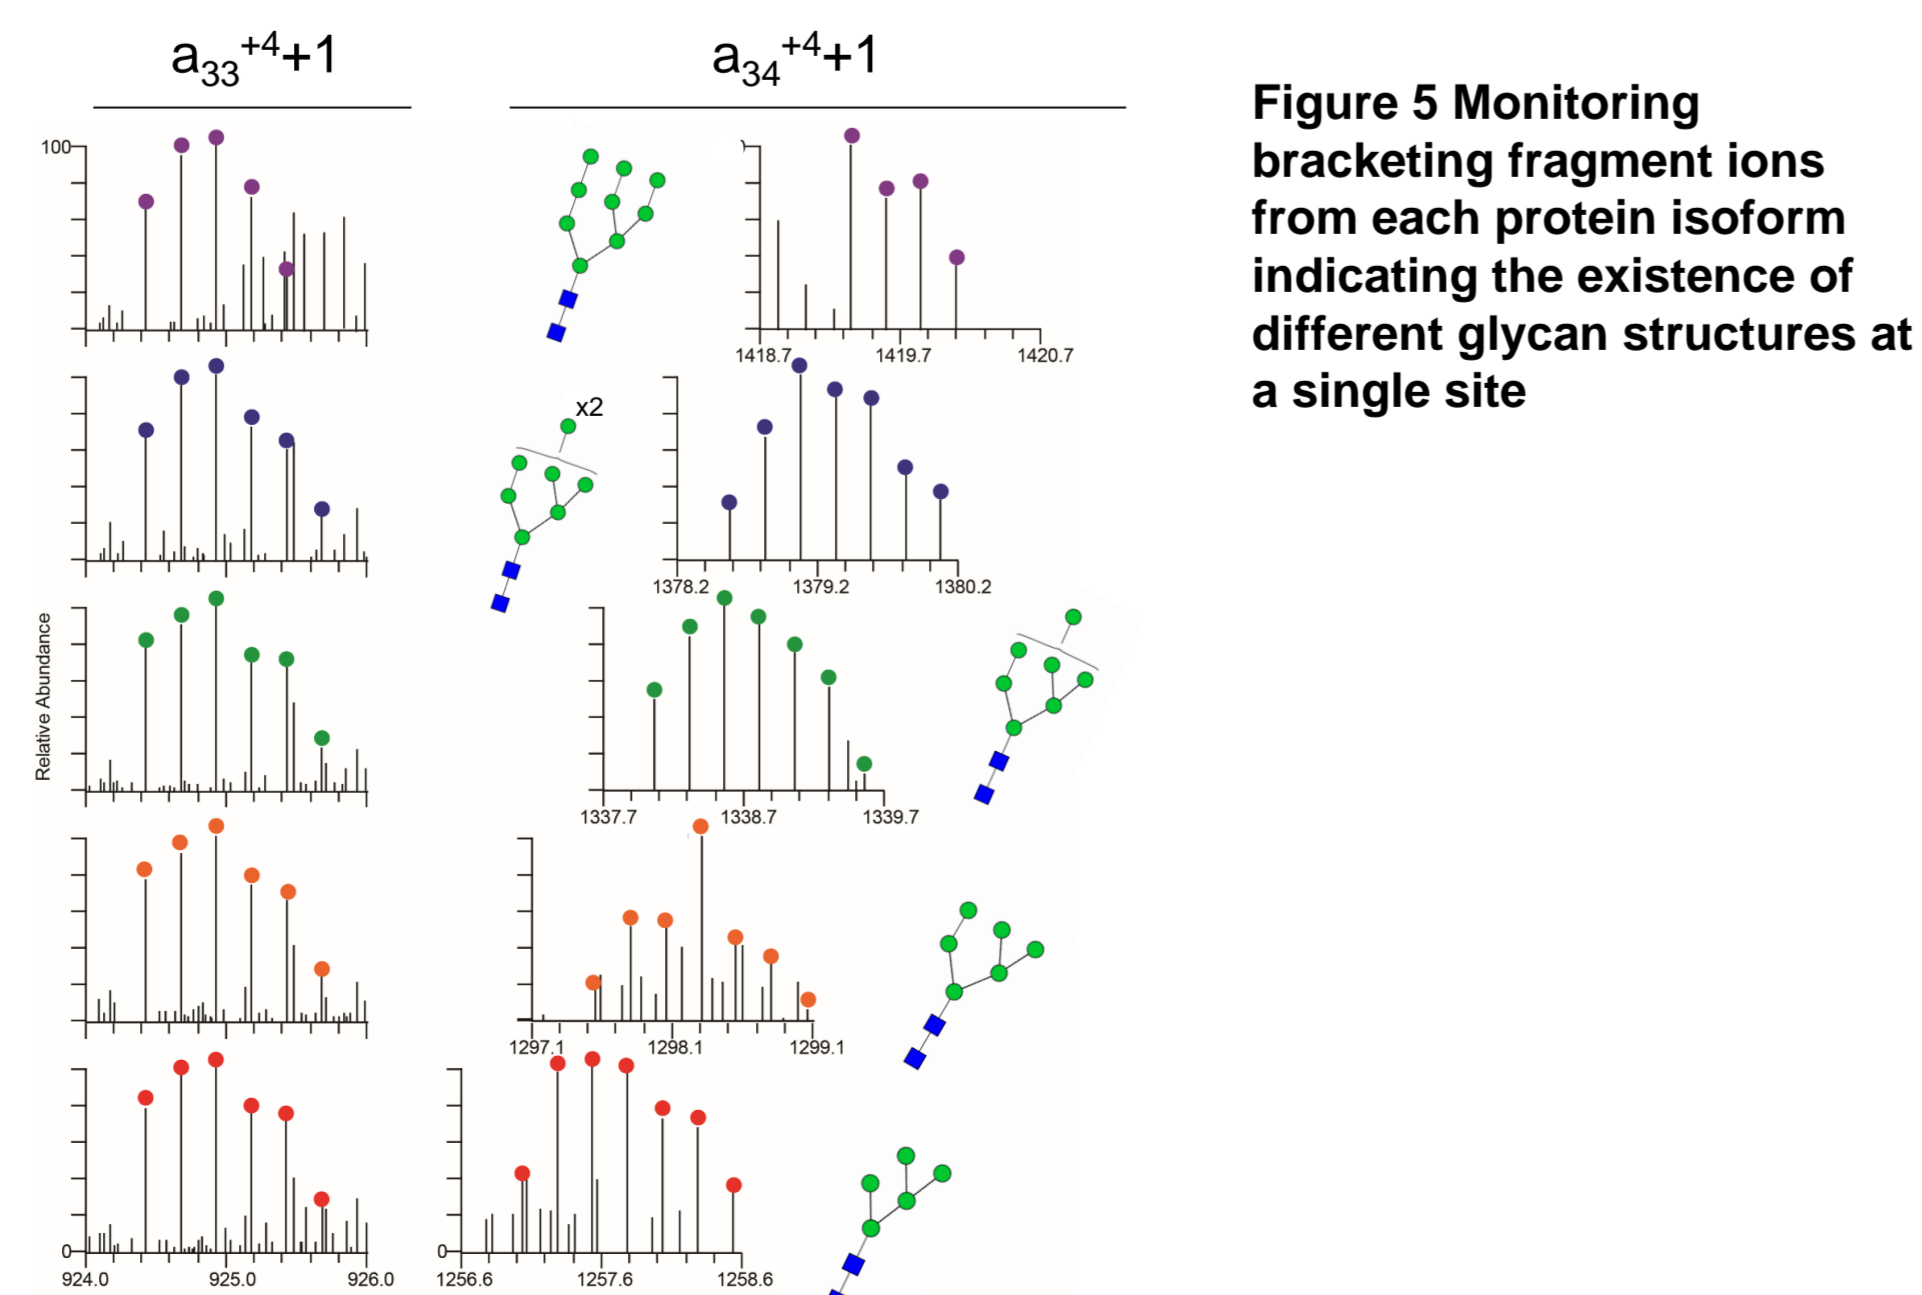 a33+4+1
a34+4+1
Figure 5 Monitoring
bracketing fragment ions
from each protein isoform
indicating the existence of
different glycan structures at
a single site
100
1418.7 1419.7 1420.7
x2
1378.2 1379.2 1380.2
Relative Abundance
1337.7 1338.7 1339.7
1297.1 1298.1 1299.1
0
0
924.0 925.0 926.0
1256.6 1257.6 1258.6